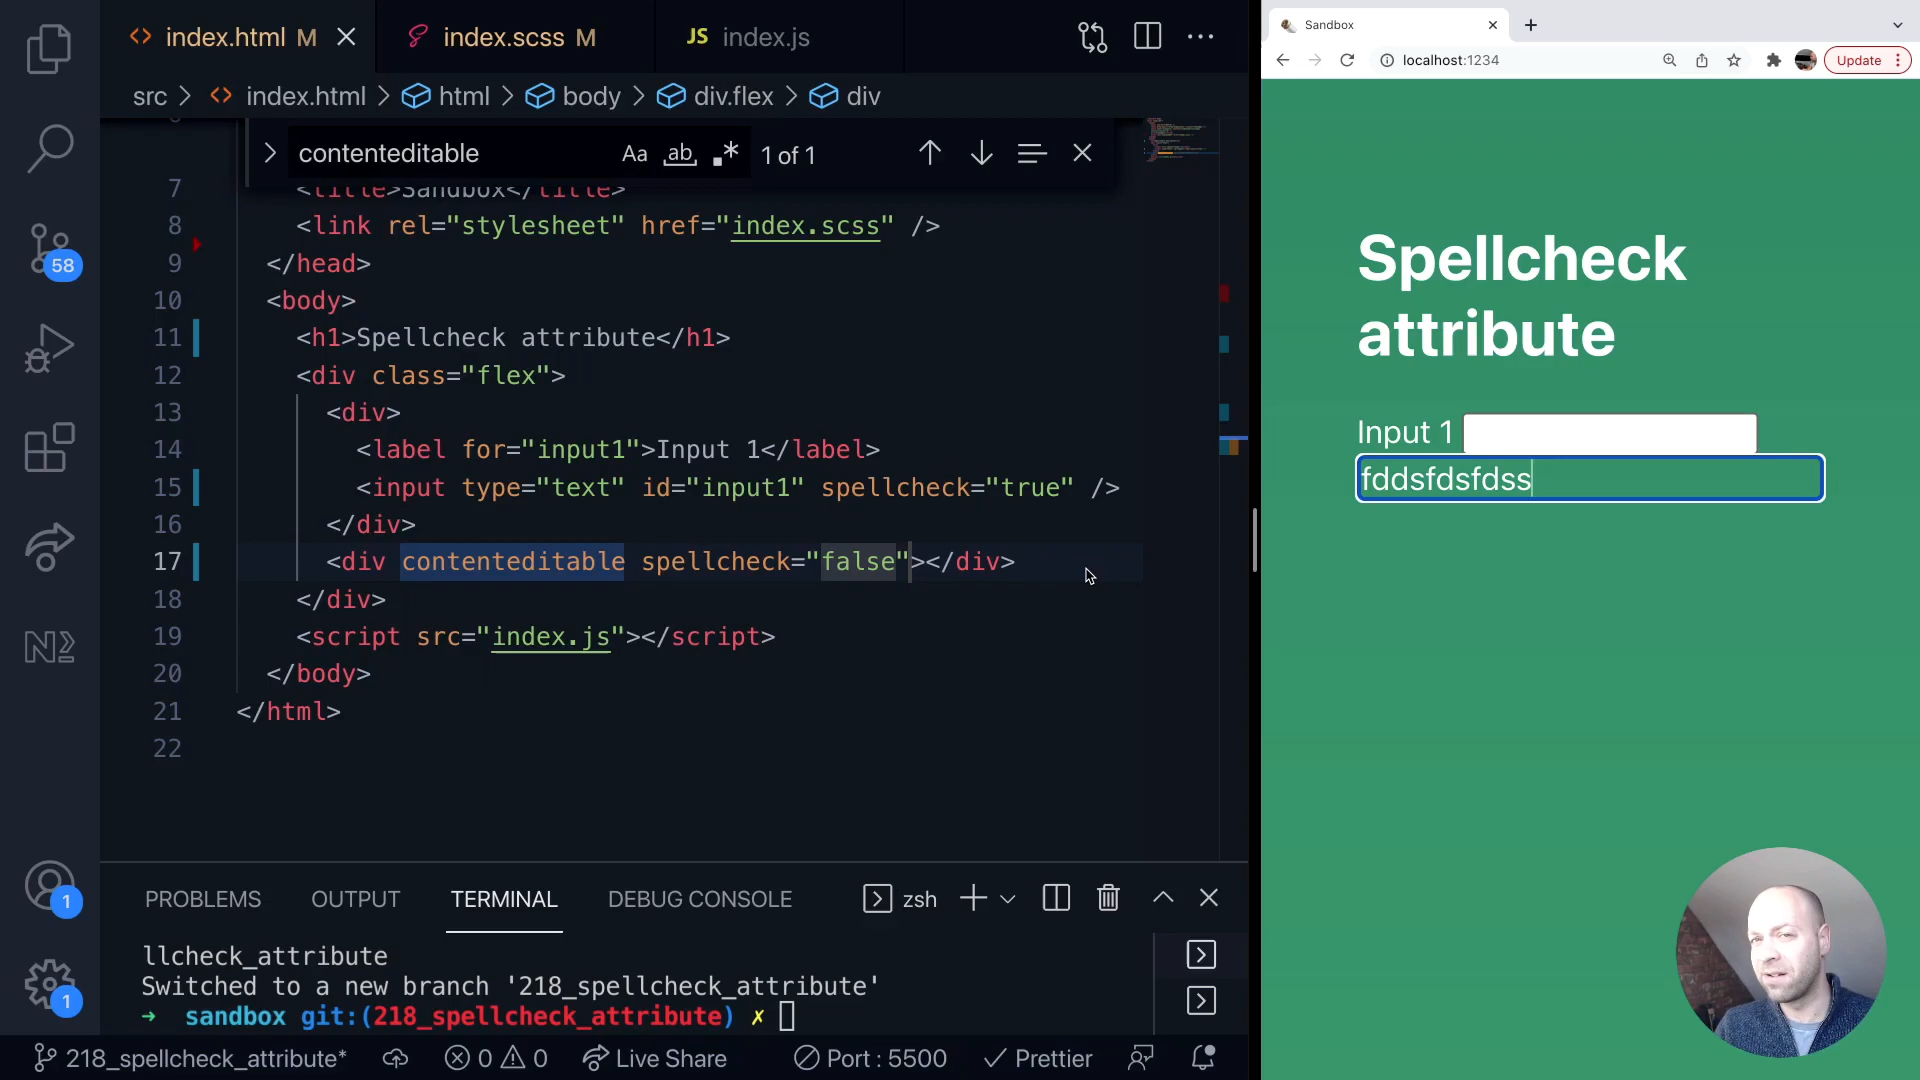 index.html M
index.scss M
JS index.js
src > index.html > html > body > div.flex > div
contenteditable Aa ab 1 of 1
7 <title>Sandbox</title>
8 <link rel="stylesheet" href="index.scss" />
9 </head>
10 <body>
11 <h1>Spellcheck attribute</h1>
12 <div class="flex">
13 <div>
14 <label for="input1">Input 1</label>
15 <input type="text" id="input1" spellcheck="true" />
16 </div>
17 <div contenteditable spellcheck="false"></div>
18 </div>
19 <script src="index.js"></script>
20 </body>
21 </html>
22
58
1
1
PROBLEMS OUTPUT TERMINAL DEBUG CONSOLE zsh
llcheck_attribute
Switched to a new branch '218_spellcheck_attribute'
→ sandbox git:(218_spellcheck_attribute) ✗
218_spellcheck_attribute* 0 0 Live Share Port : 5500 Prettier
Sandbox
localhost:1234
Update
Spellcheck
attribute
Input 1
fddsfdsfdss